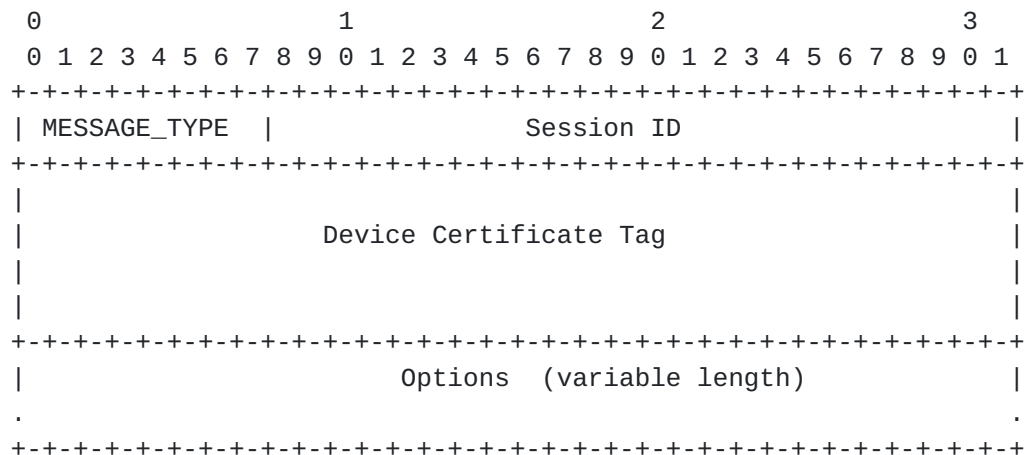 0                   1                   2                   3
 0 1 2 3 4 5 6 7 8 9 0 1 2 3 4 5 6 7 8 9 0 1 2 3 4 5 6 7 8 9 0 1
+-+-+-+-+-+-+-+-+-+-+-+-+-+-+-+-+-+-+-+-+-+-+-+-+-+-+-+-+-+-+-+-+
| MESSAGE_TYPE  |                Session ID                     |
+-+-+-+-+-+-+-+-+-+-+-+-+-+-+-+-+-+-+-+-+-+-+-+-+-+-+-+-+-+-+-+-+
|                                                               |
|                   Device Certificate Tag                      |
|                                                               |
|                                                               |
+-+-+-+-+-+-+-+-+-+-+-+-+-+-+-+-+-+-+-+-+-+-+-+-+-+-+-+-+-+-+-+-+
|                        Options  (variable length)             |
.                                                               .
+-+-+-+-+-+-+-+-+-+-+-+-+-+-+-+-+-+-+-+-+-+-+-+-+-+-+-+-+-+-+-+-+